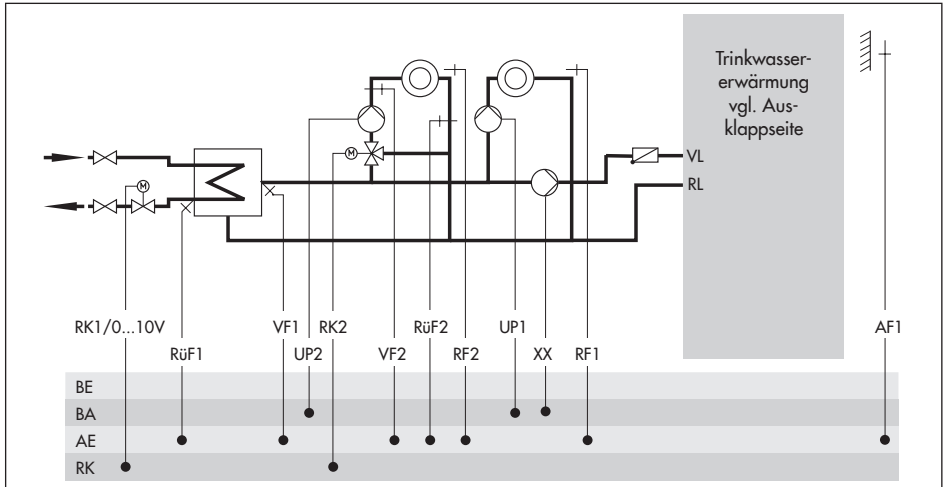 Trinkwasser-
erwärmung
vgl. Aus-
klappseite
VL
RL
M
M
RK1/0...10V
VF1
RK2
RüF2
UP1
AF1
RüF1
UP2
VF2
RF2
XX
RF1
BE
BA
AE
RK